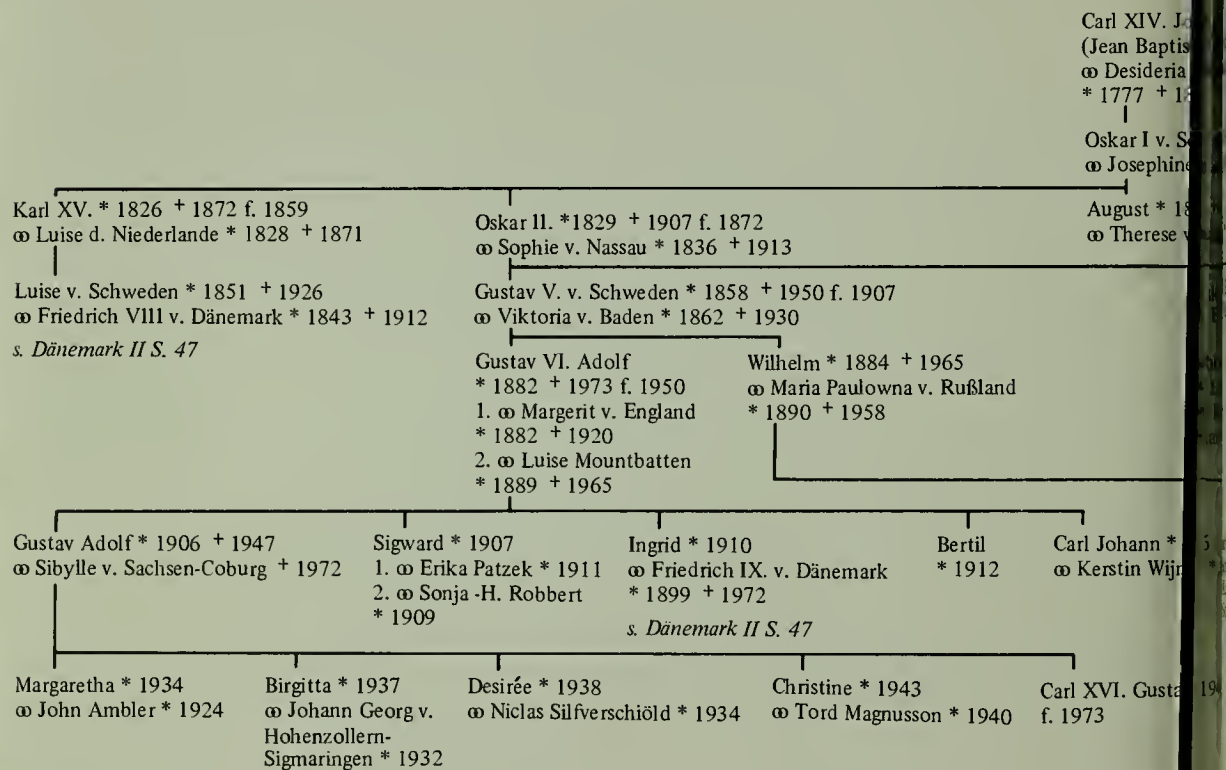 Carl XIV.
(Jean
∞ Desideria
* 1777 +
Oskar I v.
∞ Josephine
Karl XV. * 1826 + 1872 f. 1859
∞ Luise d. Niederlande * 1828 + 1871
Oskar II. *1829 + 1907 f. 1872
∞ Sophie v. Nassau * 1836 + 1913
August *
∞ Therese
Luise v. Schweden * 1851 + 1926
∞ Friedrich VIII v. Dänemark * 1843 + 1912
s. Dänemark II S. 47
Gustav V. v. Schweden * 1858 + 1950 f. 1907
∞ Viktoria v. Baden * 1862 + 1930
Gustav VI. Adolf
* 1882 + 1973 f. 1950
1. ∞ Margerit v. England
* 1882 + 1920
2. ∞ Luise Mountbatten
* 1889 + 1965
Wilhelm * 1884 + 1965
∞ Maria Paulowna v. Rußland
* 1890 + 1958
Gustav Adolf * 1906 + 1947
∞ Sibylle v. Sachsen-Coburg + 1972
Sigward * 1907
1. ∞ Erika Patzek * 1911
2. ∞ Sonja -H. Robbert
* 1909
Ingrid * 1910
∞ Friedrich IX. v. Dänemark
* 1899 + 1972
s. Dänemark II S. 47
Bertil
* 1912
Carl Johann *
∞ Kerstin
Margaretha * 1934
∞ John Ambler * 1924
Birgitta * 1937
∞ Johann Georg v.
Hohenzollern-
Sigmaringen * 1932
Desirée * 1938
∞ Niclas Silfverschiöld * 1934
Christine * 1943
∞ Tord Magnusson * 1940
Carl XVI.
f. 1973